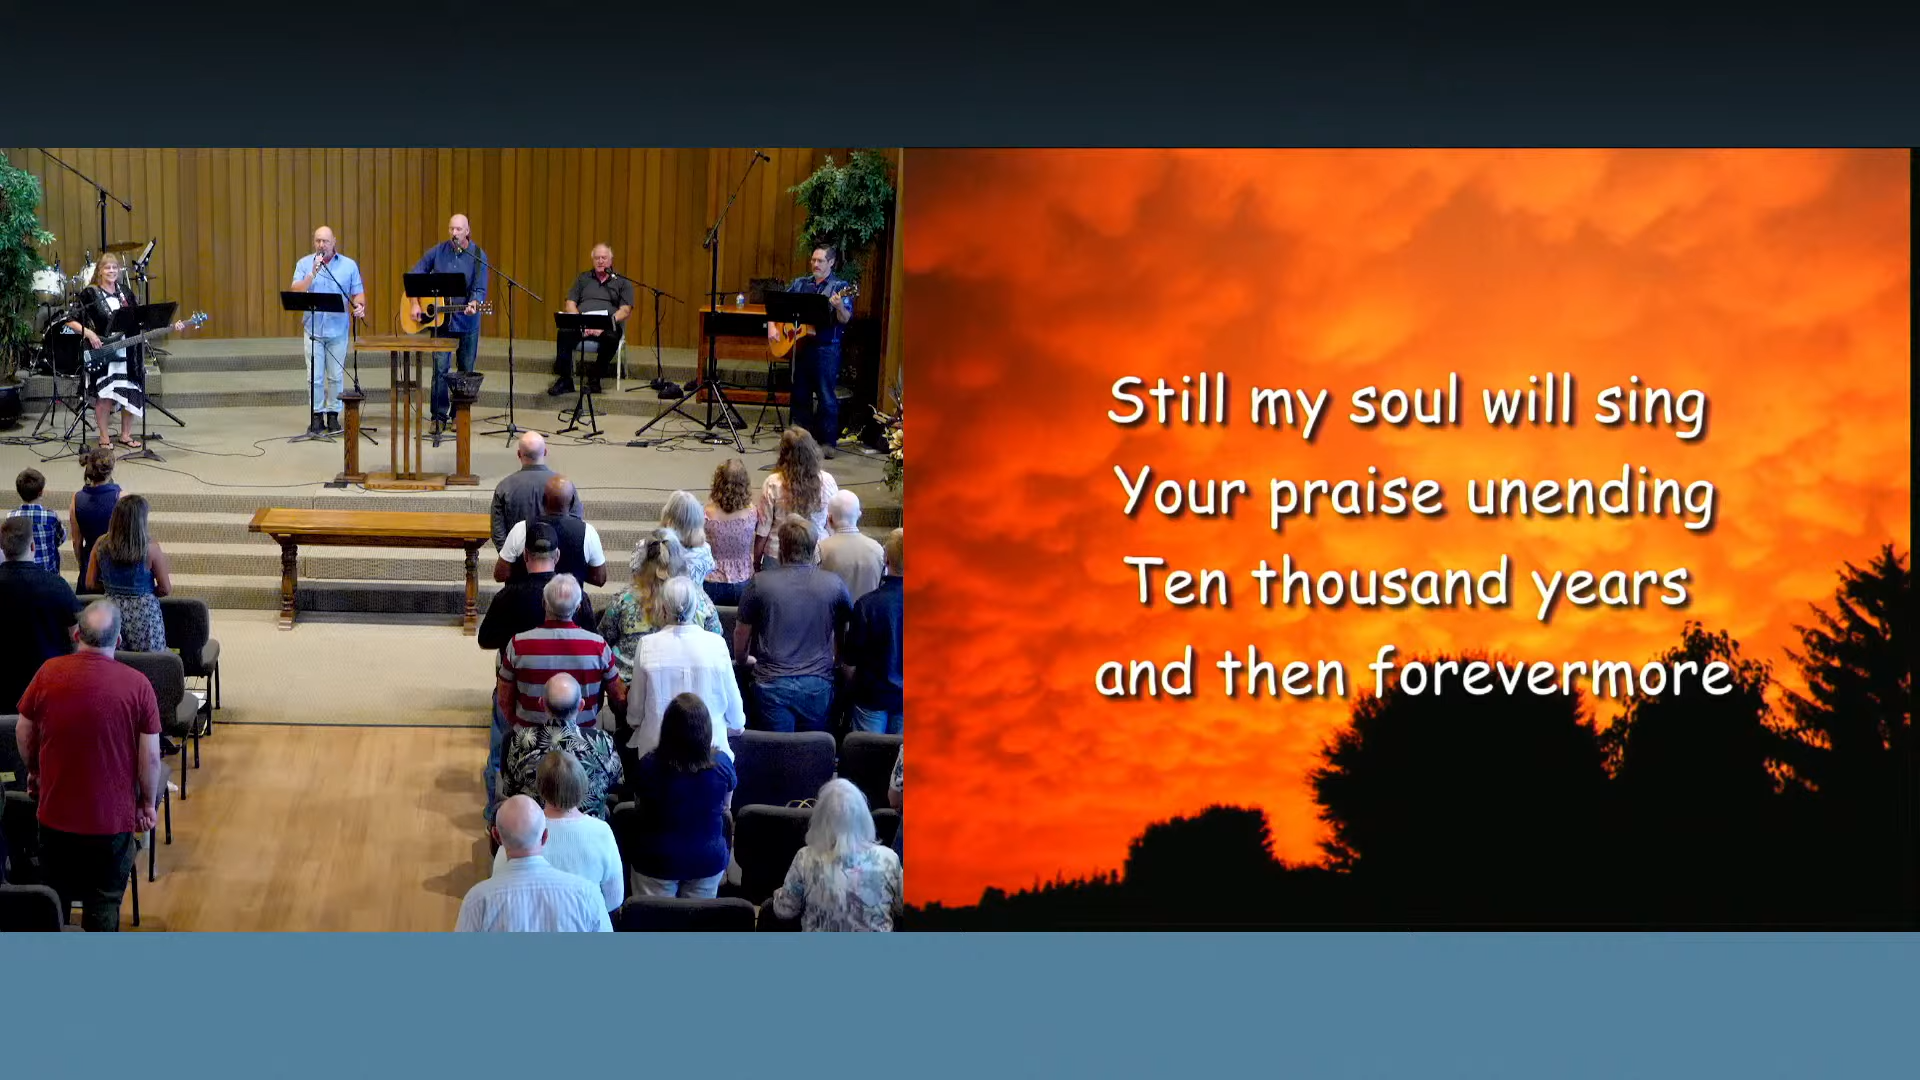 Still my soul will sing
Your praise unending
Ten thousand years
and then forevermore